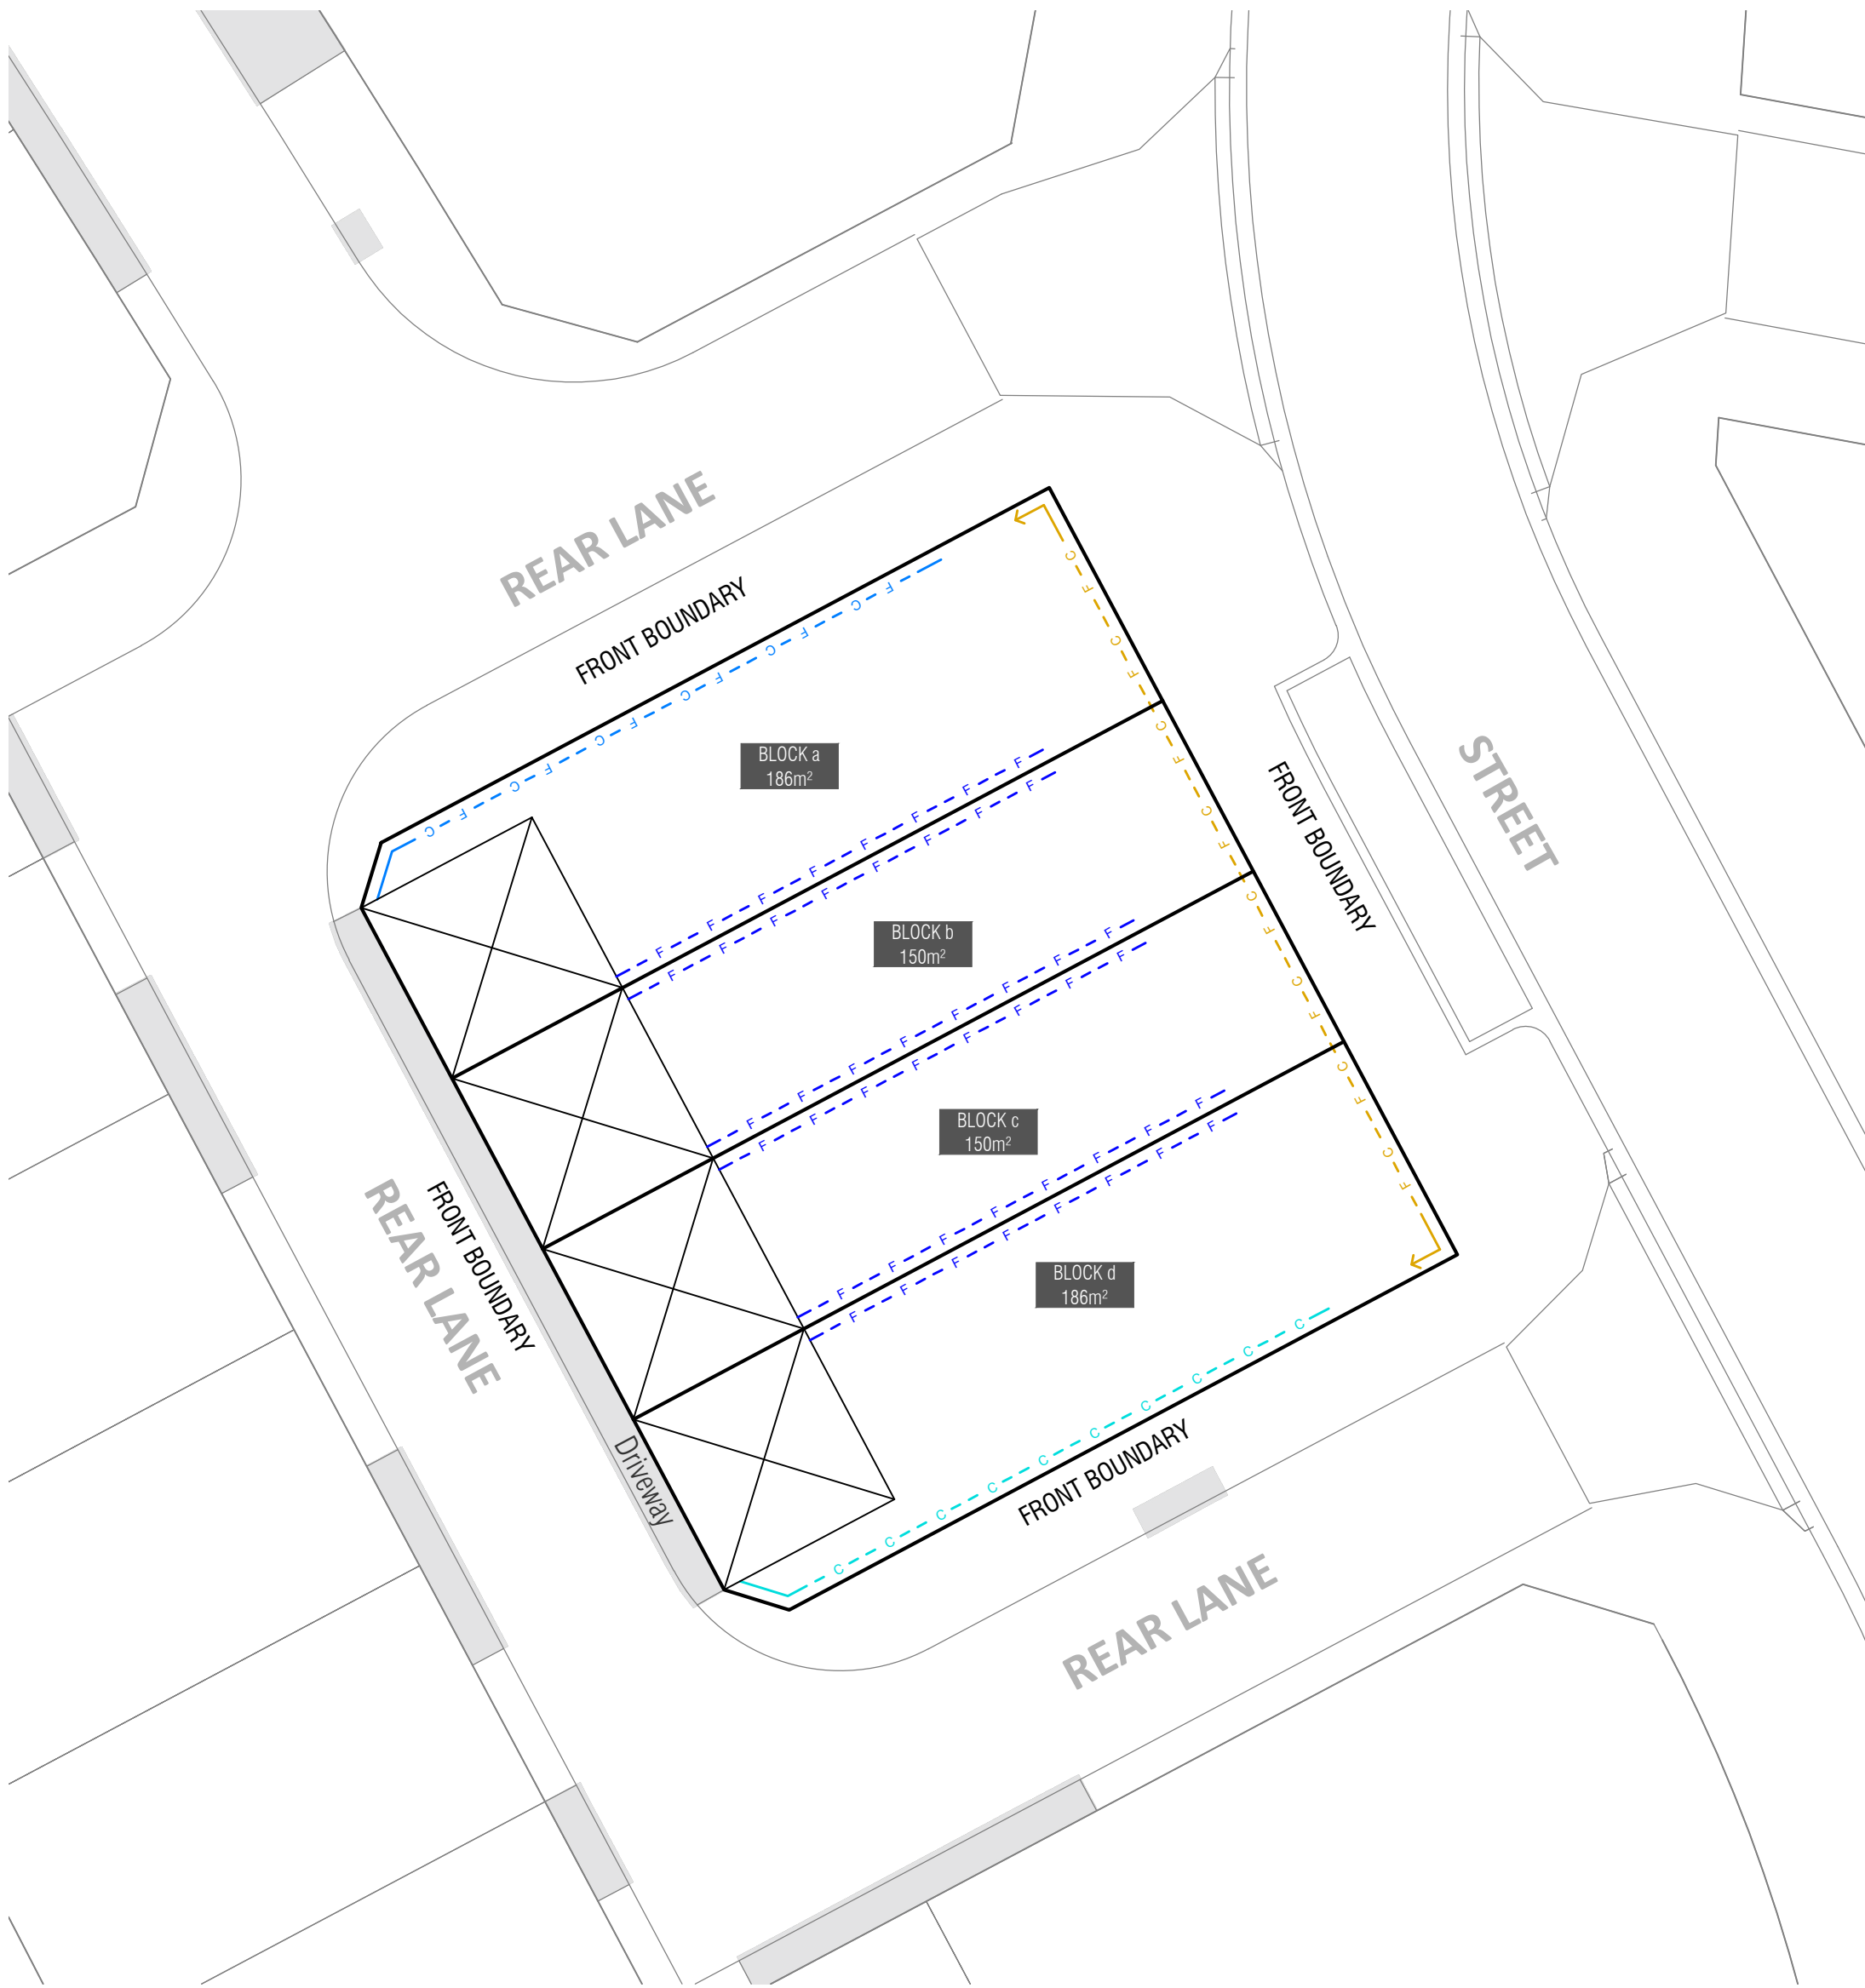 REAR LANE
FRONT BOUNDARY
C F C F C F C F C F C F
C F C F C F C F C F C F C F C F
BLOCK a
186m²
F F F F F F F F
F F F F F F F F
STREET
FRONT BOUNDARY
BLOCK b
150m²
F F F F F F F F
F F F F F F F F
BLOCK c
150m²
F F F F F F F F
F F F F F F F F
REAR LANE
FRONT BOUNDARY
BLOCK d
186m²
Driveway
C C C C C C C C C C
FRONT BOUNDARY
REAR LANE